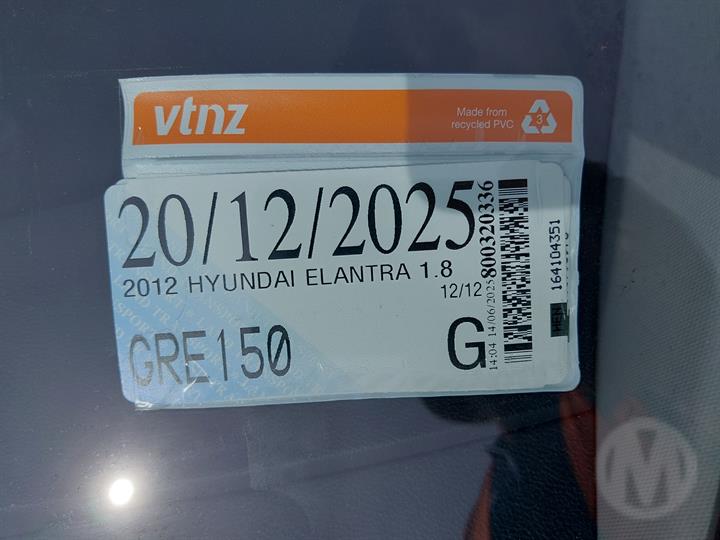 vtnz
Made from
recycled PVC
3
20/12/2025
2012 HYUNDAI ELANTRA 1.8
12/12
GRE150
G
14:04 14/06/2025
800320336
164104351
M